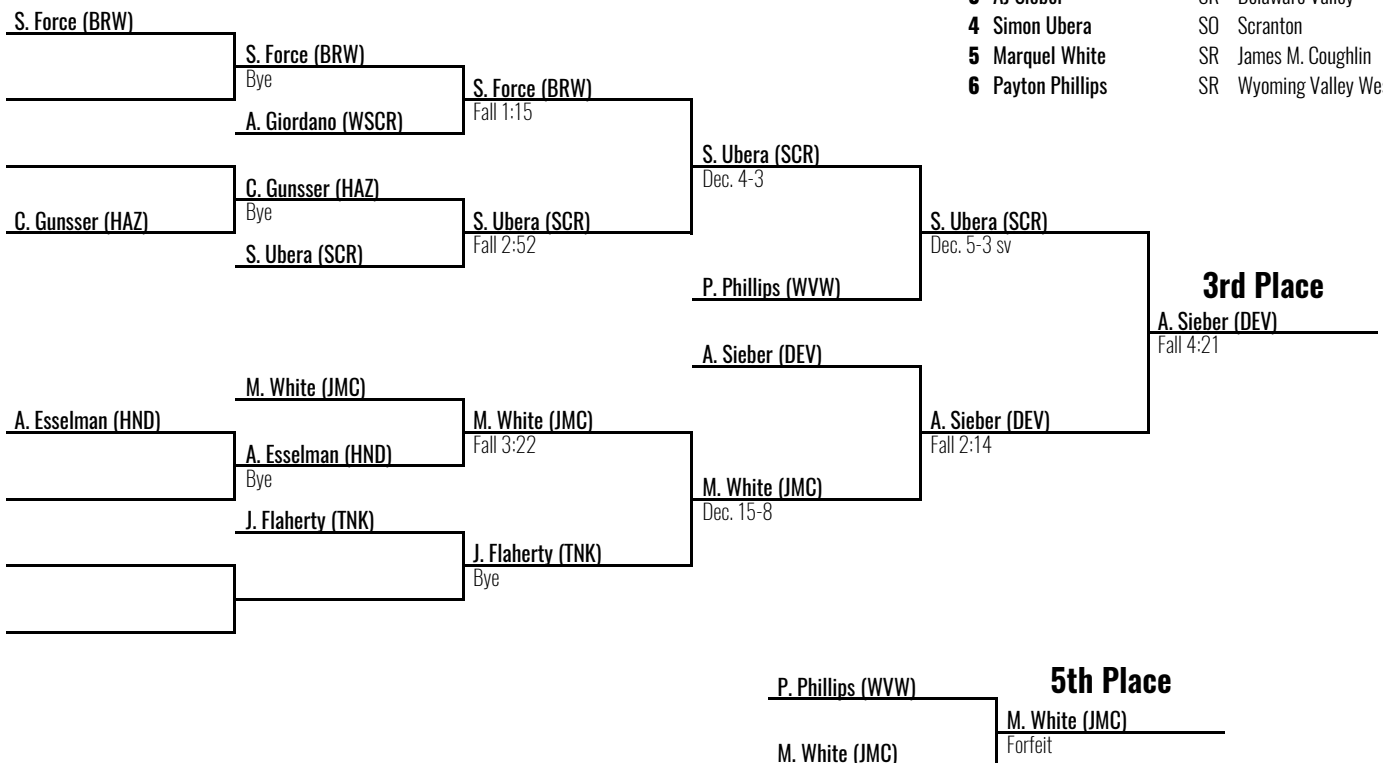 4 Simon Ubera SO Scranton
5 Marquel White SR James M. Coughlin
6 Payton Phillips SR Wyoming Valley
S. Force (BRW)
S. Force (BRW)
Bye
S. Force (BRW)
Fall 1:15
A. Giordano (WSCR)
S. Ubera (SCR)
Dec. 4-3
C. Gunsser (HAZ)
Bye
C. Gunsser (HAZ)
S. Ubera (SCR)
Fall 2:52
S. Ubera (SCR)
Dec. 5-3 sv
S. Ubera (SCR)
P. Phillips (WVW)
3rd Place
A. Sieber (DEV)
Fall 4:21
A. Sieber (DEV)
M. White (JMC)
A. Esselman (HND)
M. White (JMC)
Fall 3:22
A. Sieber (DEV)
Fall 2:14
A. Esselman (HND)
Bye
M. White (JMC)
Dec. 15-8
J. Flaherty (TNK)
J. Flaherty (TNK)
Bye
5th Place
P. Phillips (WVW)
M. White (JMC)
Forfeit
M. White (JMC)